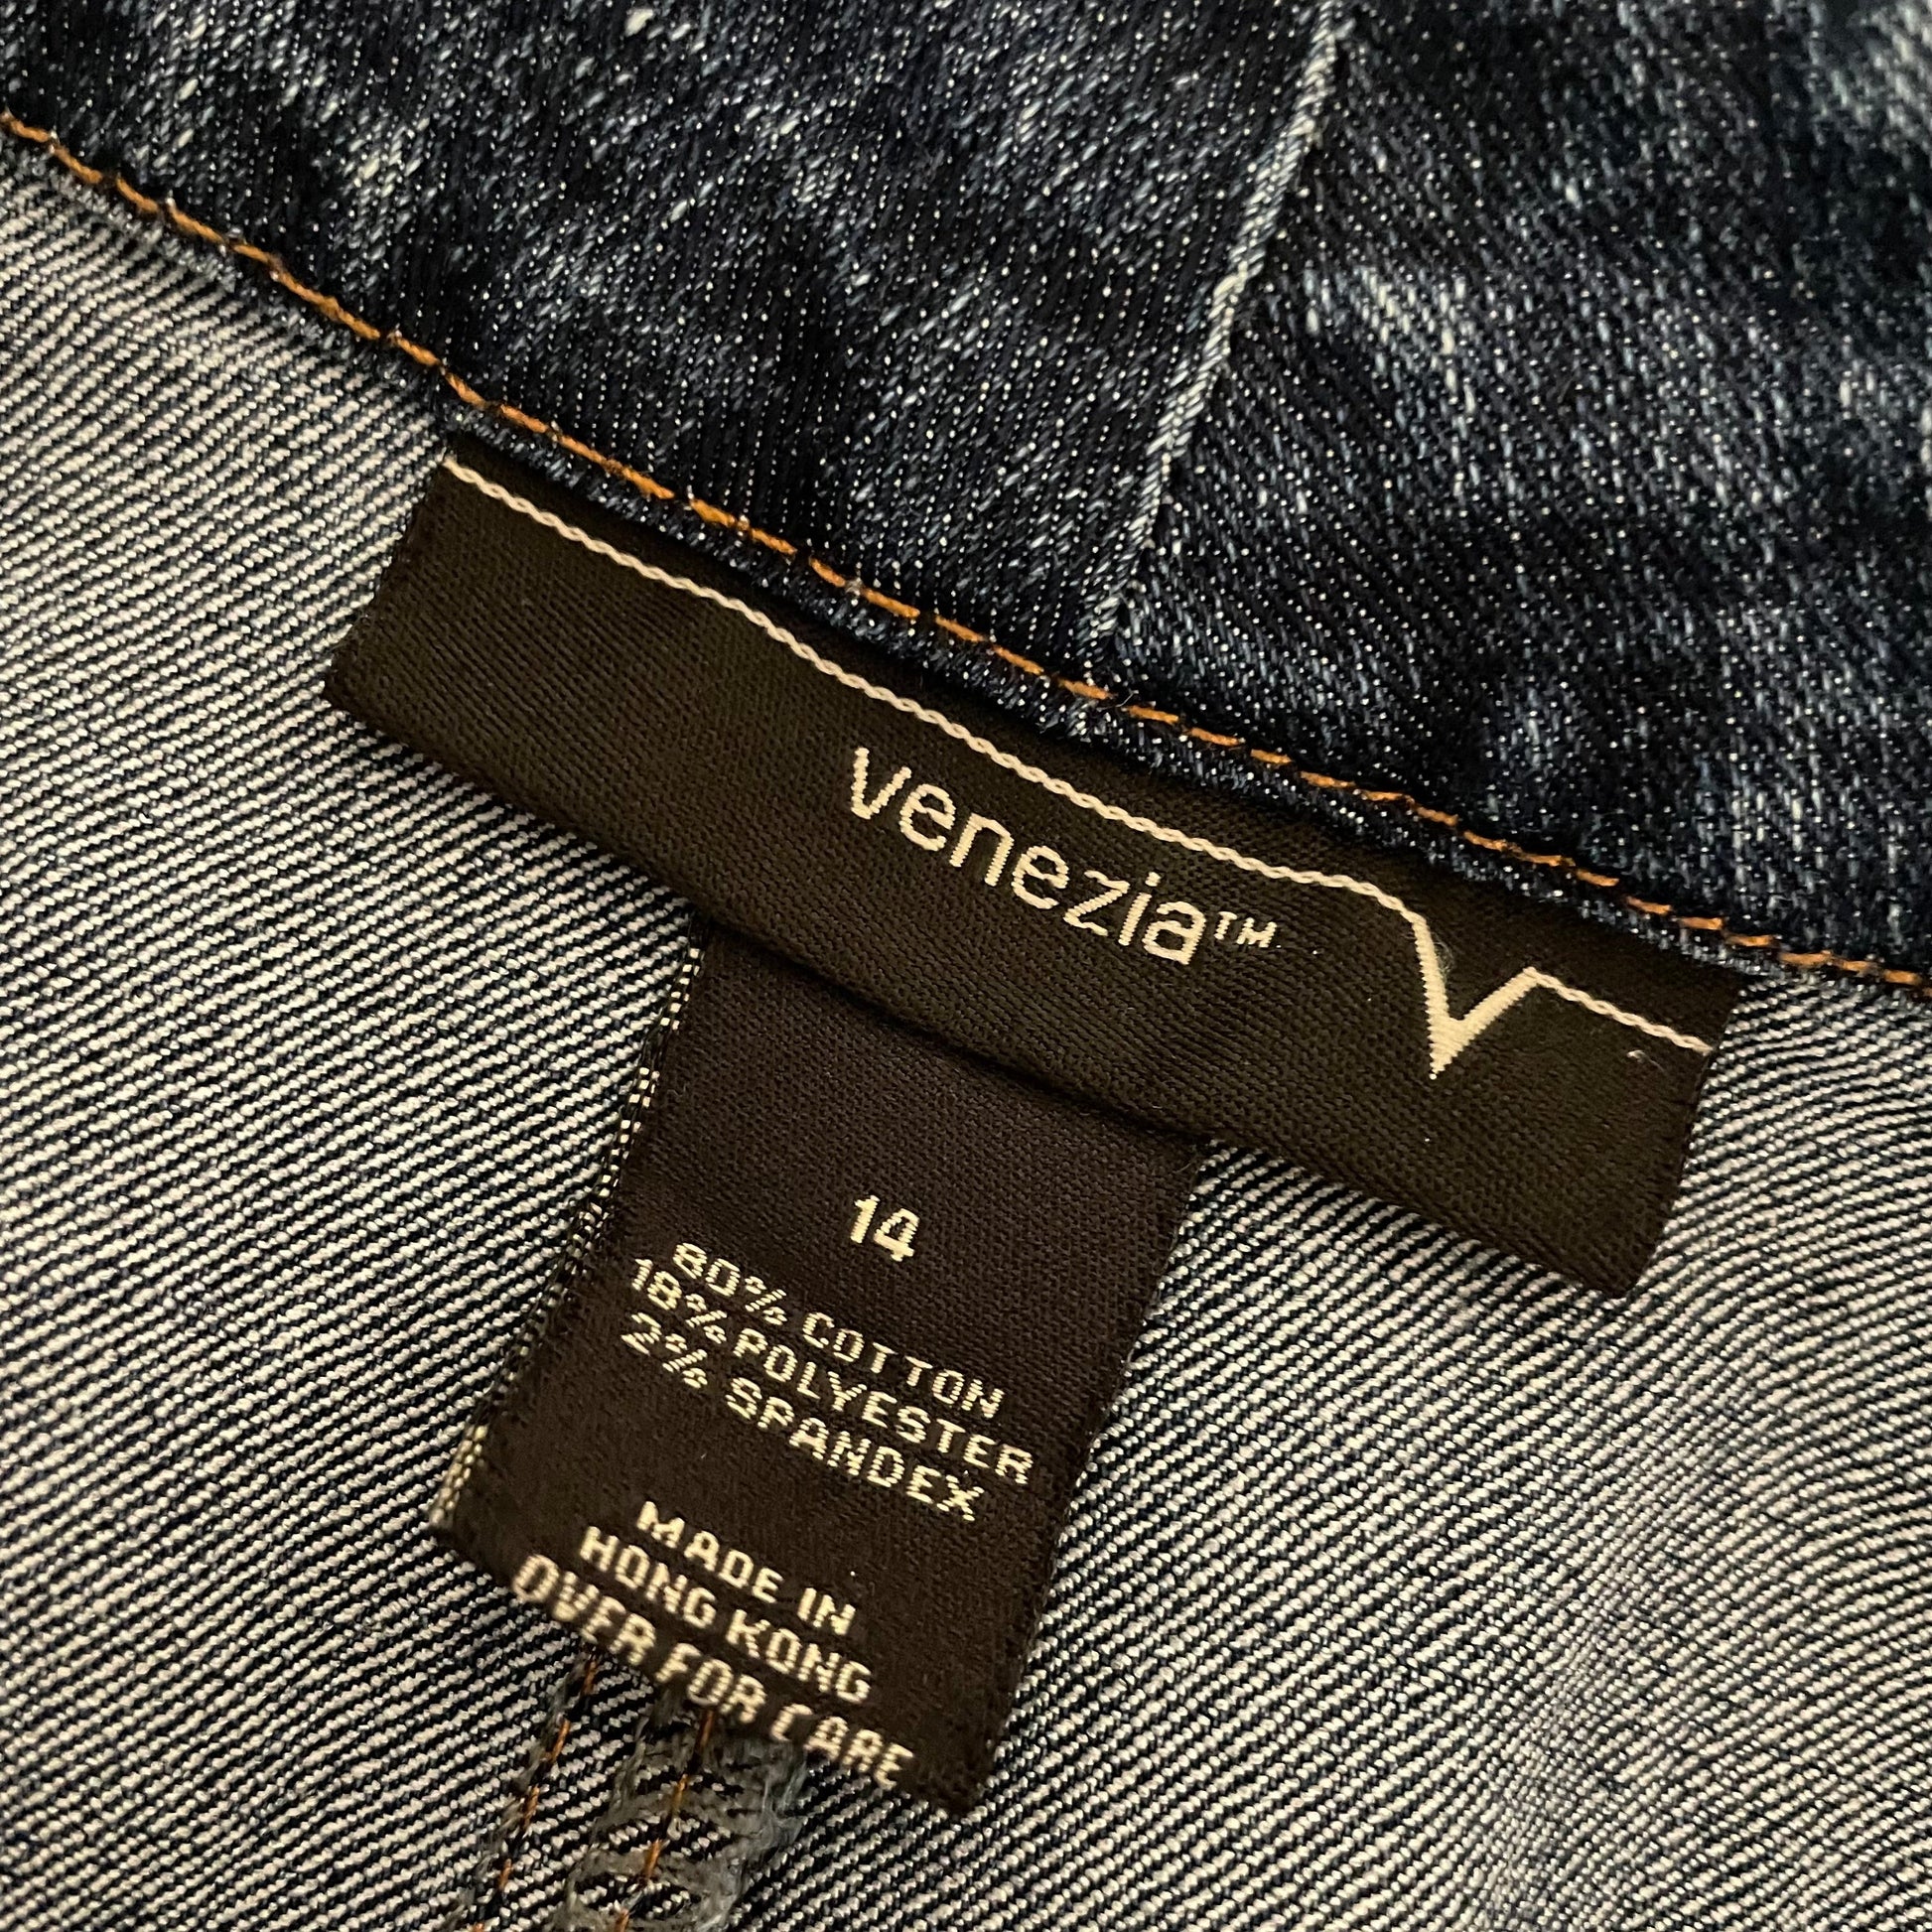 venezia™
14
80% COTTON
18% POLYESTER
2% SPANDEX
MADE IN
HONG KONG
OVER FOR CARE